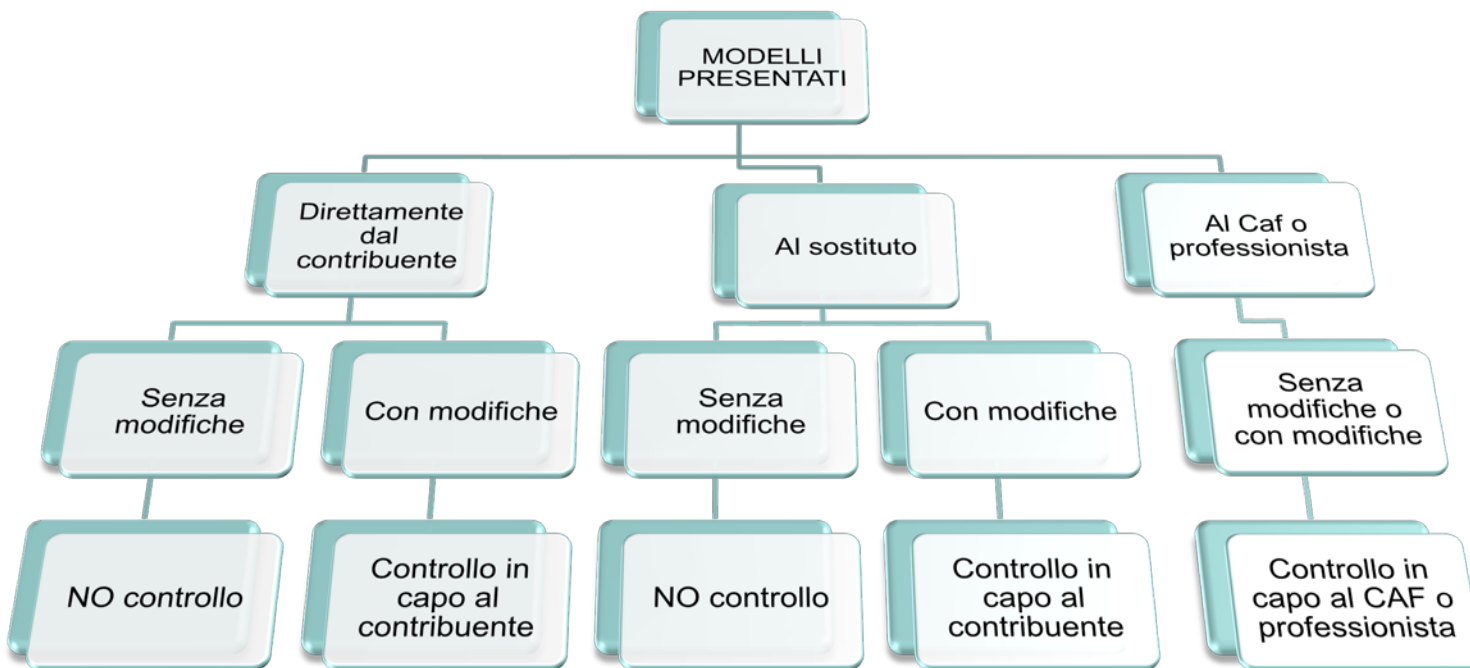 MODELLI
PRESENTATI
Direttamente
dal
contribuente
Al sostituto
Al Caf o
professionista
Senza
modifiche
Con modifiche
Senza
modifiche
Con modifiche
Senza
modifiche o
con modifiche
NO controllo
Controllo in
capo al
contribuente
NO controllo
Controllo in
capo al
contribuente
Controllo in
capo al CAF o
professionista